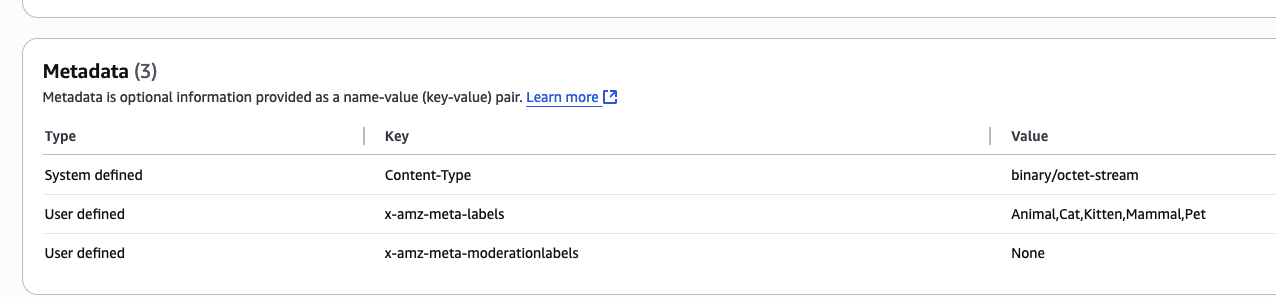 Metadata (3)
Metadata is optional information provided as a name-value (key-value) pair. Learn more
Type Key Value
System defined Content-Type binary/octet-stream
User defined x-amz-meta-labels Animal,Cat,Kitten,Mammal,Pet
User defined x-amz-meta-moderationlabels None